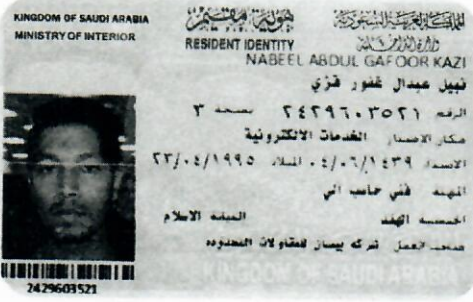 KINGDOM OF SAUDI ARABIA
MINISTRY OF INTERIOR
هوية مقيم
RESIDENT IDENTITY
المملكة العربية السعودية
وزارة الداخلية
NABEEL ABDUL GAFOOR KAZI
نبيل عبدال غفور قزي
الرقم ٢٤٢٩٦٠٣٥٢١ نسخة ٣
مكان الاصدار الخدمات الالكترونية
الاصدار ٠٤/٠٦/١٤٣٩ الميلاد ٢٣/٠٤/١٩٩٥
المهنة فني حاسب الي
الجنسية الهند الديانة الاسلام
صاحب العمل شركة بيسان للمقاولات المحدوده
KINGDOM OF SAUDI ARABIA
2429603521